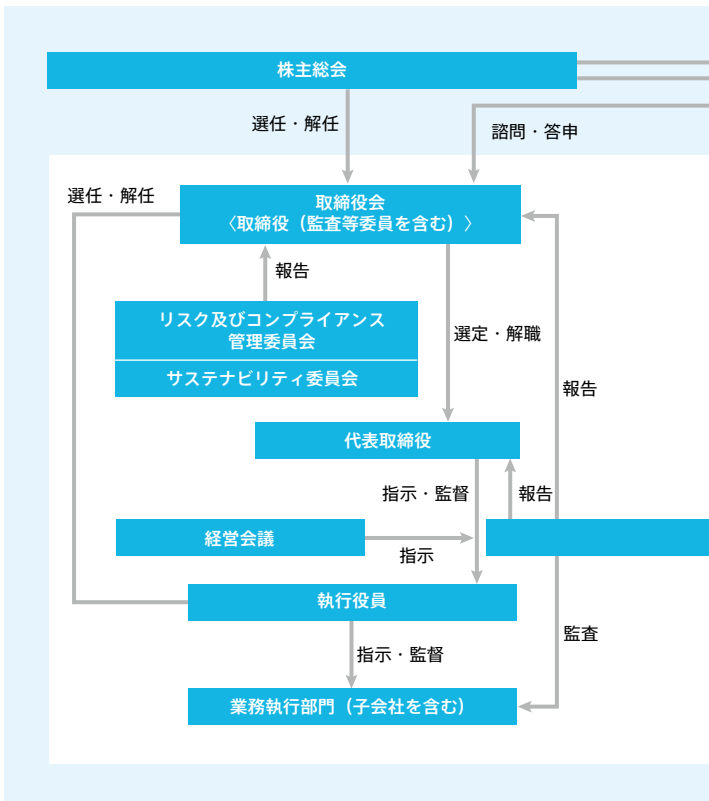 株主総会
選任・解任
諮問・答申
選任・解任
取締役会
〈取締役（監査等委員を含む）〉
報告
リスク及びコンプライアンス
管理委員会
サステナビリティ委員会
選定・解職
報告
代表取締役
指示・監督
報告
経営会議
指示
執行役員
監査
指示・監督
業務執行部門（子会社を含む）